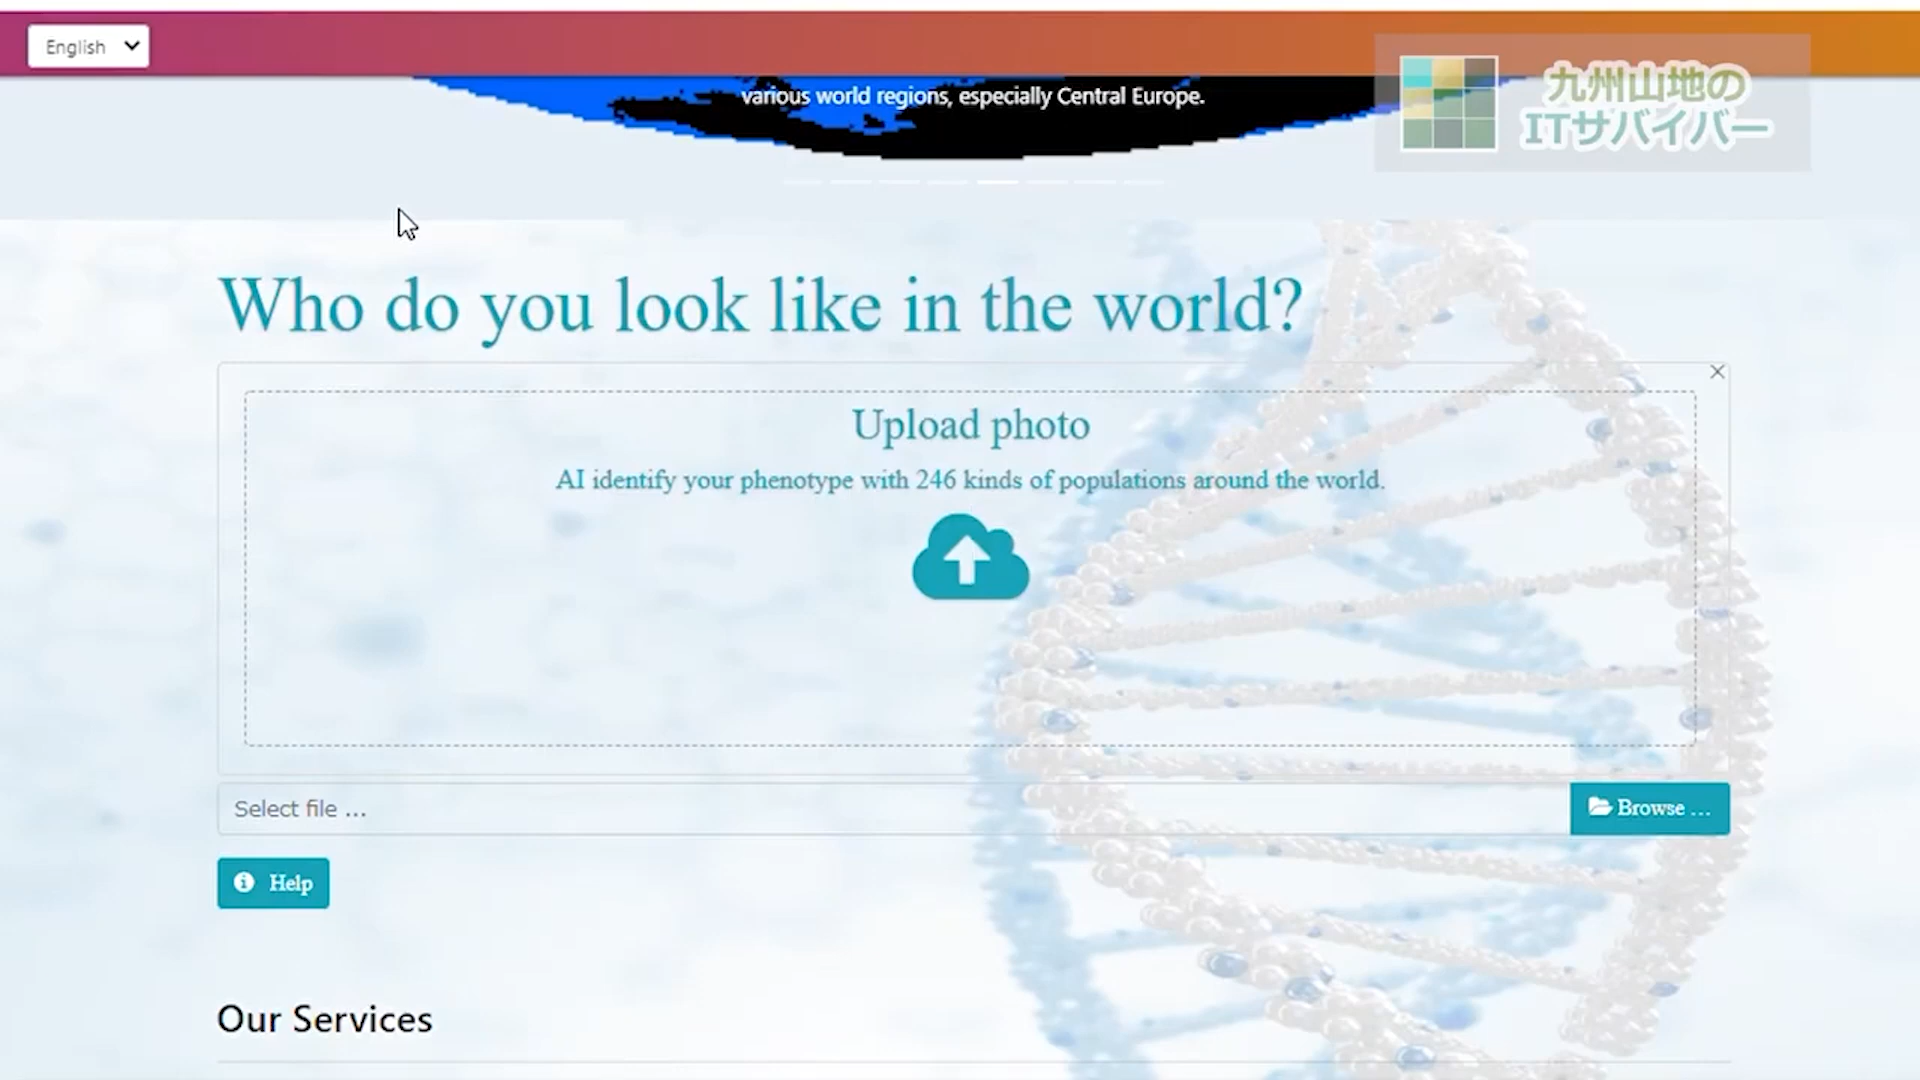 English
various world regions, especially Central Europe.
九州山地の
ITサバイバー
Who do you look like in the world?
Upload photo
AI identify your phenotype with 246 kinds of populations around the world.
Select file ...
Browse ...
Help
Our Services